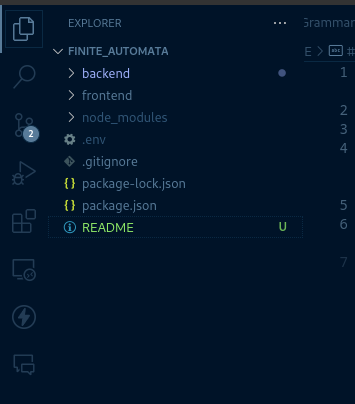 EXPLORER
...
Grammar
FINITE_AUTOMATA
E > #
backend
1
frontend
2
node_modules
3
.env
4
.gitignore
2
{} package-lock.json
{} package.json
5
README U
6
7